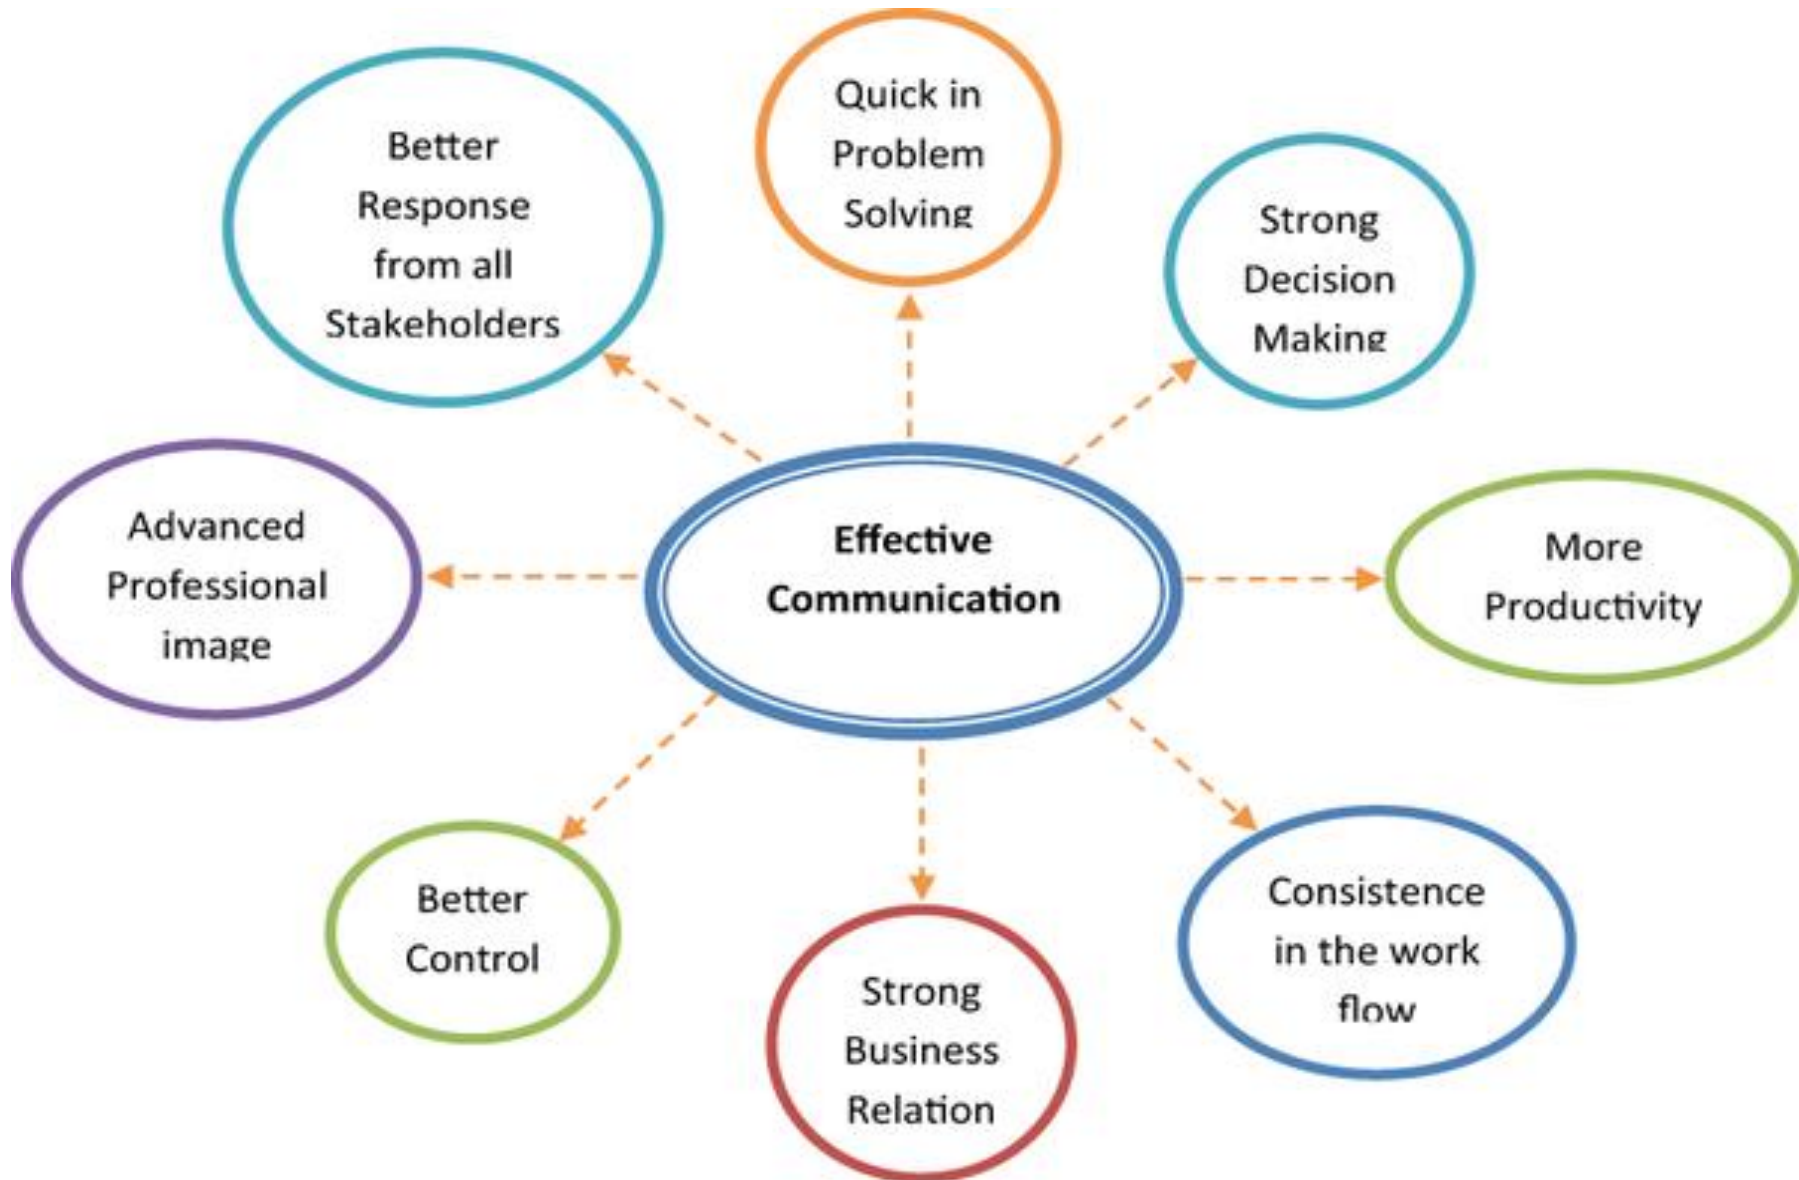 Quick in
Problem
Solving
Better
Response
from all
Stakeholders
Strong
Decision
Making
Advanced
Professional
image
Effective
Communication
More
Productivity
Better
Control
Strong
Business
Relation
Consistence
in the work
flow